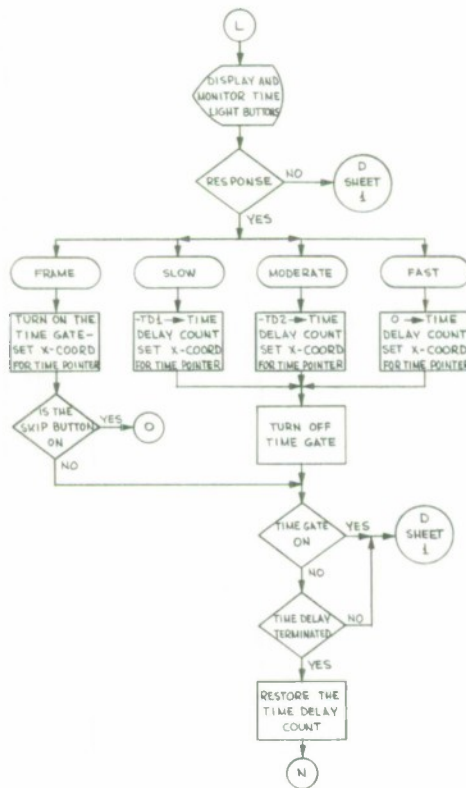 L
DISPLAY AND
MONITOR TIME
LIGHT BUTTONS
RESPONSE
NO
D
SHEET
1
YES
FRAME
SLOW
MODERATE
FAST
TURN ON THE
TIME GATE-
SET X-COORD
FOR TIME POINTER
-TD1→TIME
DELAY COUNT
SET X-COORD
FOR TIME POINTER
-TD2→TIME
DELAY COUNT
SET X-COORD
FOR TIME POINTER
0→TIME
DELAY COUNT
SET X-COORD
FOR TIME POINTER
IS THE
SKIP BUTTON
ON
YES
O
NO
TURN OFF
TIME GATE
TIME GATE
ON
YES
D
SHEET
1
NO
TIME DELAY
TERMINATED
NO
YES
RESTORE THE
TIME DELAY
COUNT
N